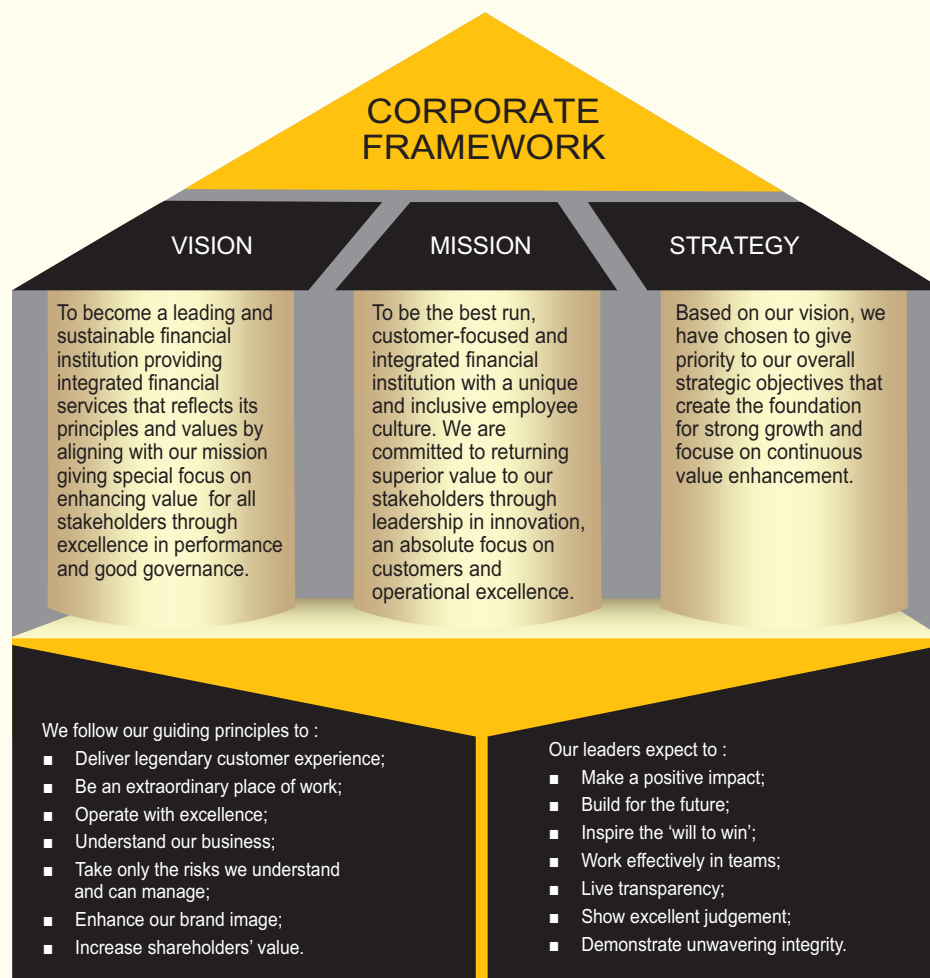 CORPORATE
FRAMEWORK
VISION
MISSION
STRATEGY
To become a leading and
sustainable financial
institution providing
integrated financial
services that reflects its
principles and values by
aligning with our mission
giving special focus on
enhancing value for all
stakeholders through
excellence in performance
and good governance.
To be the best run,
customer-focused and
integrated financial
institution with a unique
and inclusive employee
culture. We are
committed to returning
superior value to our
stakeholders through
leadership in innovation,
an absolute focus on
customers and
operational excellence.
Based on our vision, we
have chosen to give
priority to our overall
strategic objectives that
create the foundation
for strong growth and
focuse on continuous
value enhancement.
We follow our guiding principles to :
■ Deliver legendary customer experience;
■ Be an extraordinary place of work;
■ Operate with excellence;
■ Understand our business;
■ Take only the risks we understand
and can manage;
■ Enhance our brand image;
■ Increase shareholders’ value.
Our leaders expect to :
■ Make a positive impact;
■ Build for the future;
■ Inspire the ‘will to win’;
■ Work effectively in teams;
■ Live transparency;
■ Show excellent judgement;
■ Demonstrate unwavering integrity.